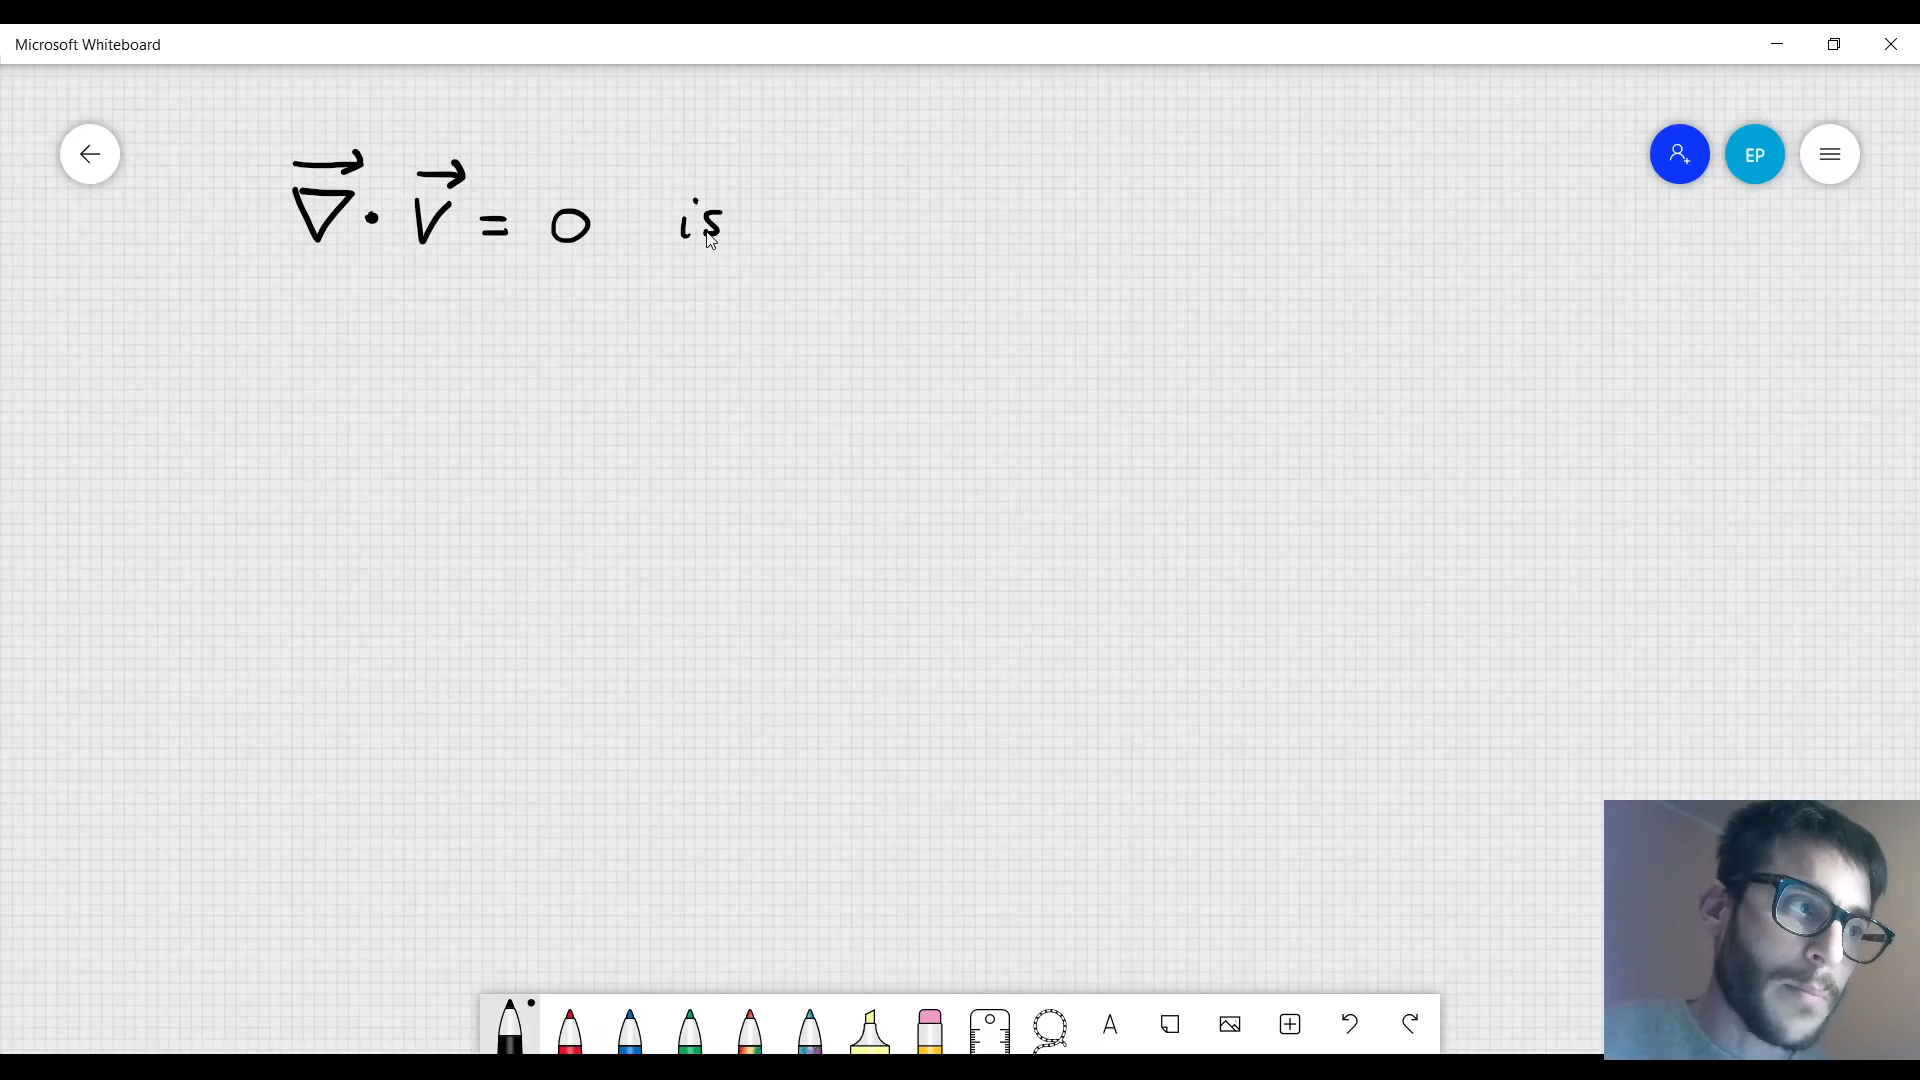 Microsoft Whiteboard
EP
∇⃗ · V⃗ = 0 is
A